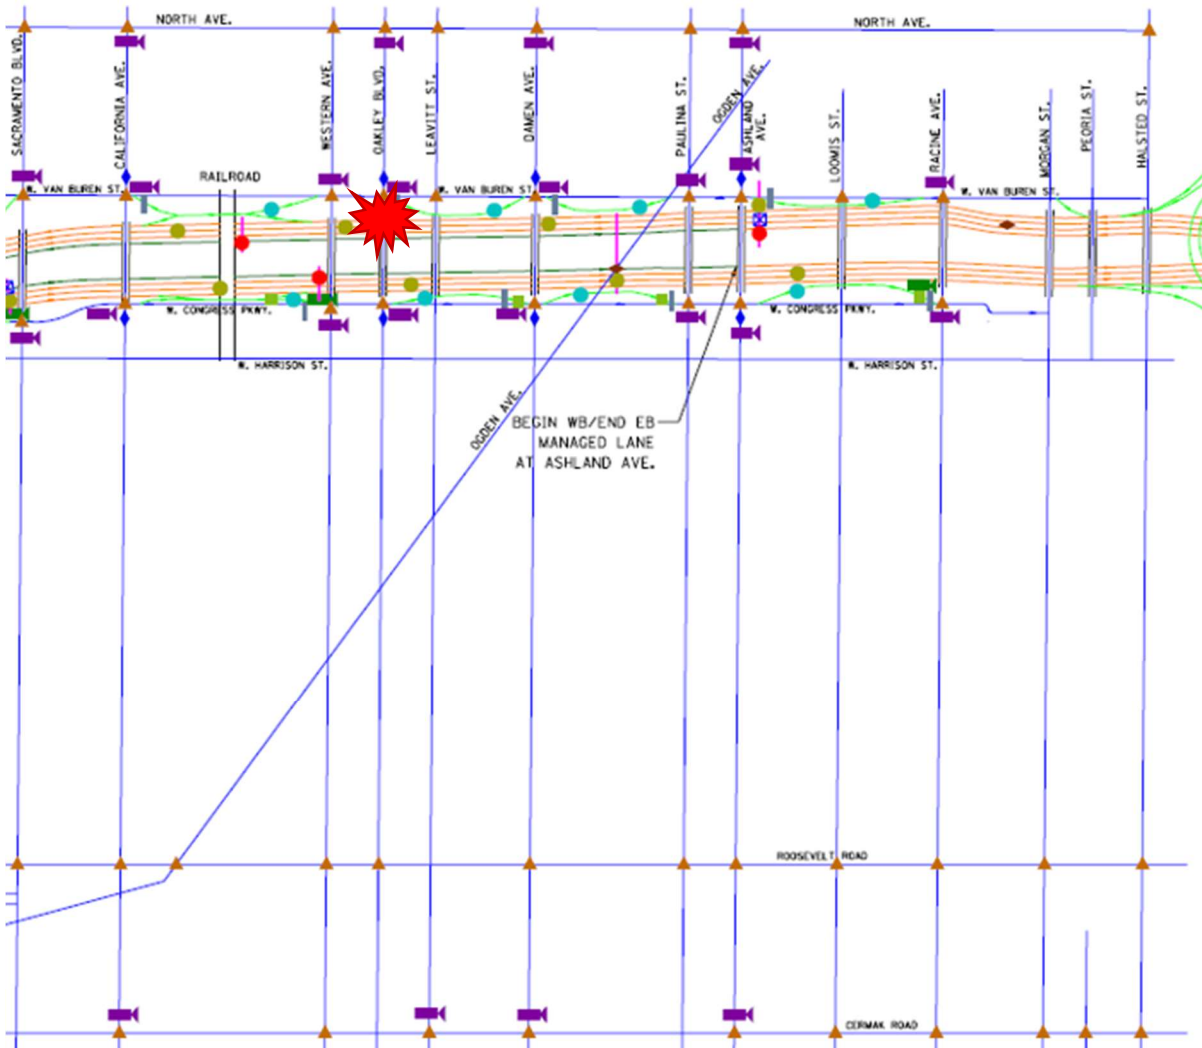 NORTH AVE.
NORTH AVE.
SACRAMENTO BLVD.
CALIFORNIA AVE.
WESTERN AVE.
OAKLEY BLVD.
LEAVITT ST.
DAMEN AVE.
PAULINA ST.
OGDEN AVE.
ASHLAND
AVE.
LOOMIS ST.
RACINE AVE.
MORGAN ST.
PEORIA ST.
HALSTED ST.
RAILROAD
W. VAN BUREN ST.
W. VAN BUREN ST.
W. VAN BUREN ST.
W. CONGRESS PKWY.
W. CONGRESS PKWY.
W. HARRISON ST.
W. HARRISON ST.
OGDEN AVE.
BEGIN WB/END EB
MANAGED LANE
AT ASHLAND AVE.
ROOSEVELT ROAD
CERMAK ROAD